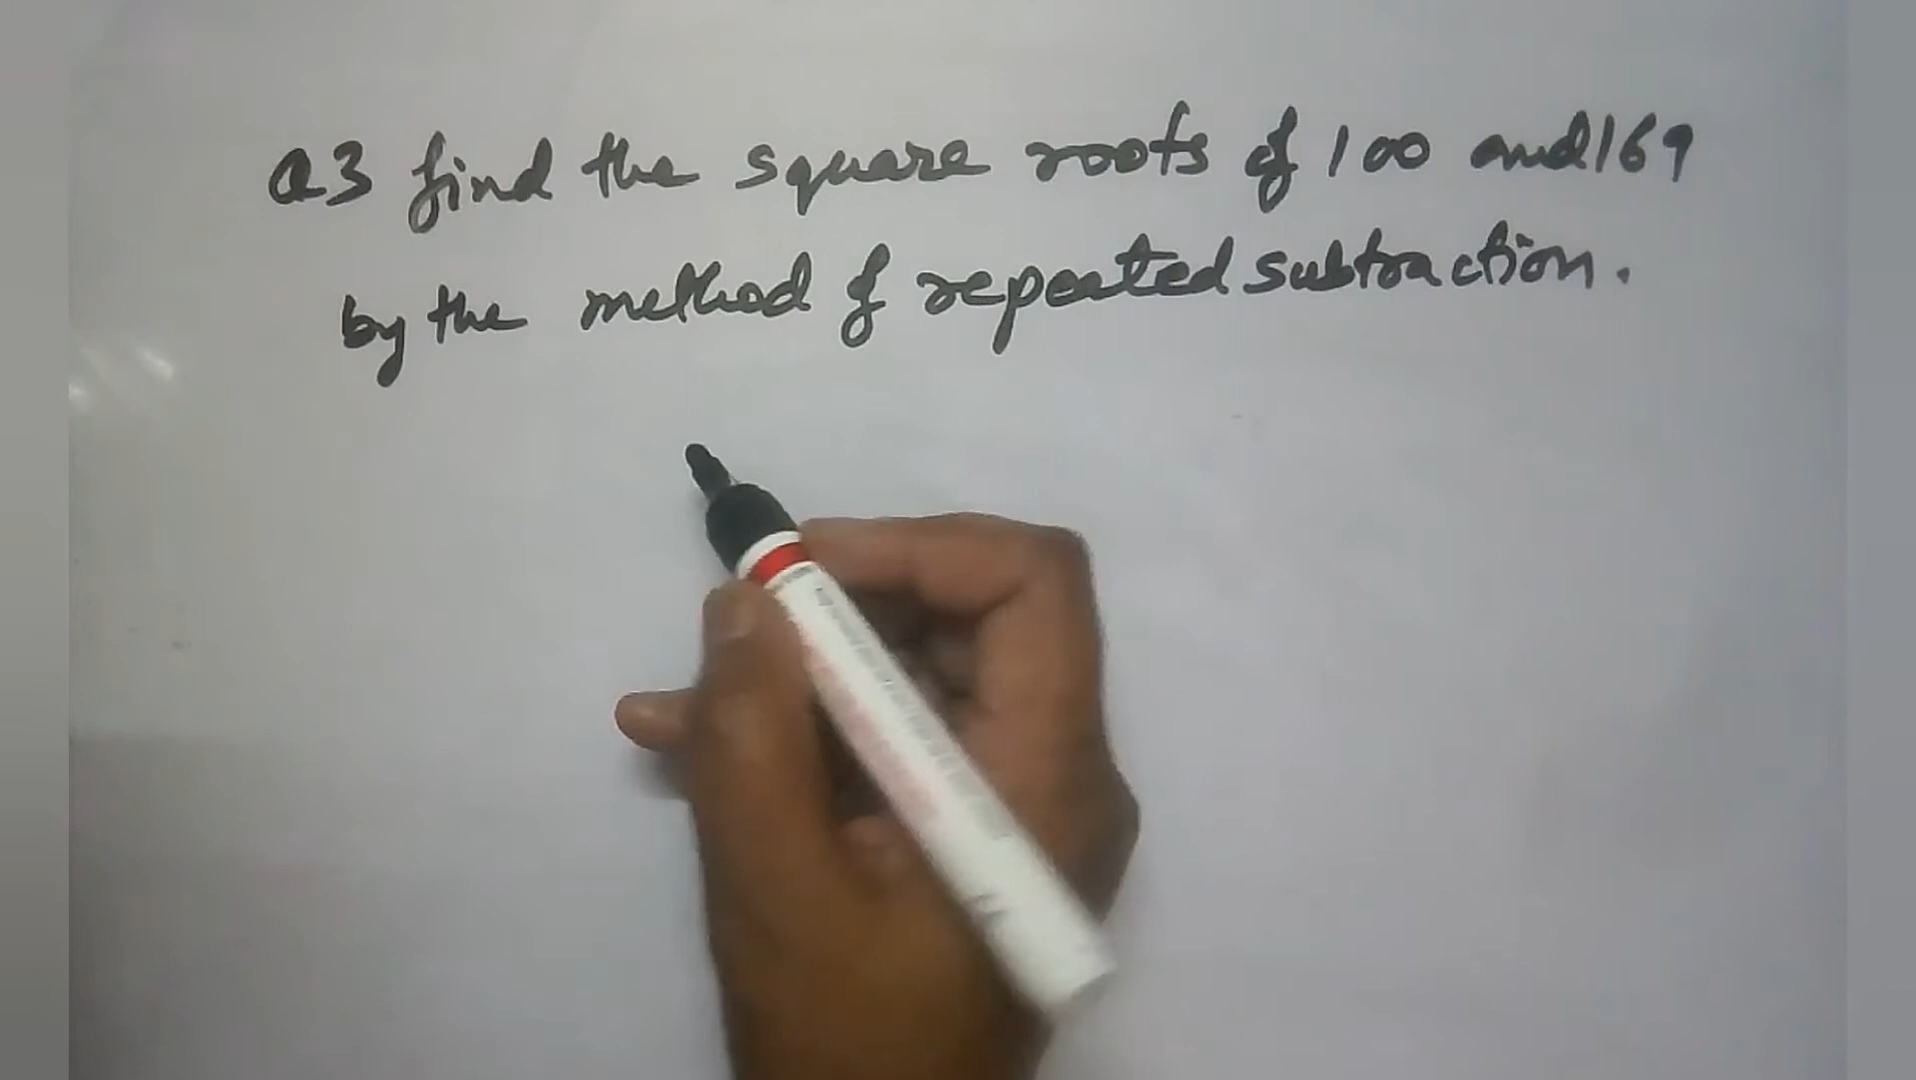 Q3 find the square roots of 100 and 169
by the method of repeated subtraction.